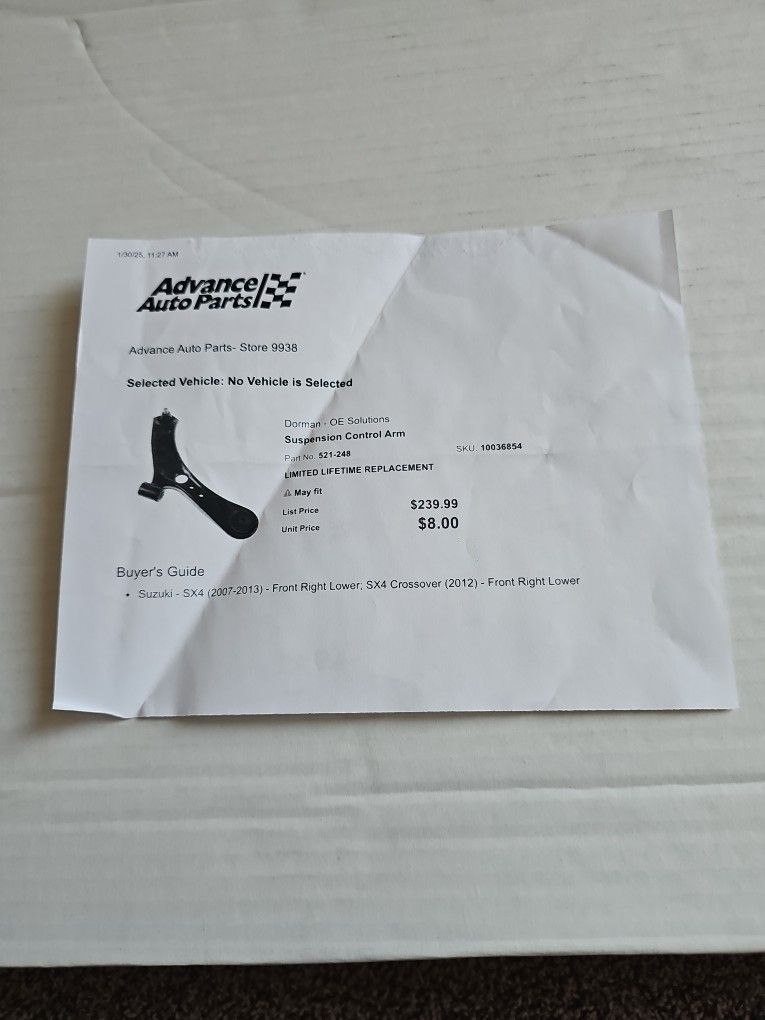 1/30/25, 11:27 AM
Advance
Auto Parts
Advance Auto Parts- Store 9938
Selected Vehicle: No Vehicle is Selected
Dorman - OE Solutions
Suspension Control Arm
Part No. 521-248 SKU. 10036854
LIMITED LIFETIME REPLACEMENT
⚠ May fit
List Price $239.99
Unit Price $8.00
Buyer's Guide
• Suzuki - SX4 (2007-2013) - Front Right Lower; SX4 Crossover (2012) - Front Right Lower